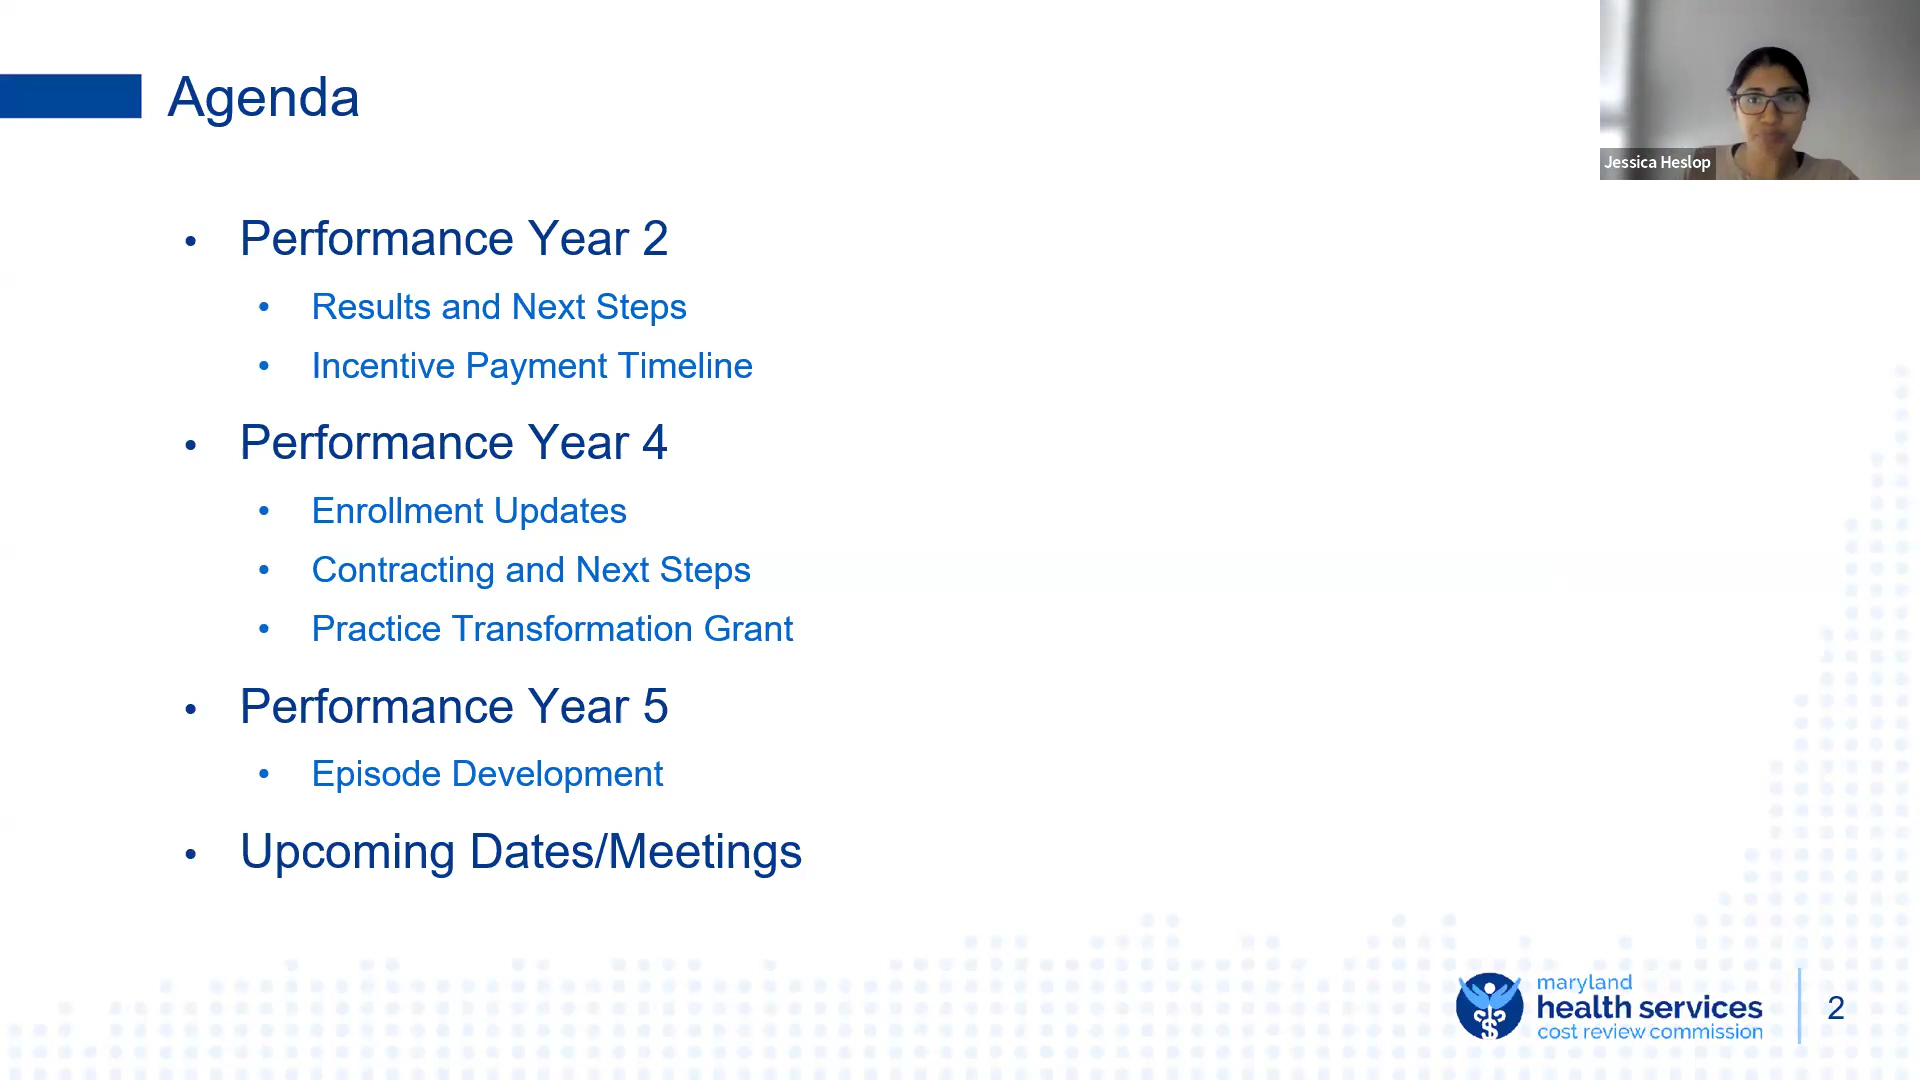 Agenda
Jessica Heslop
• Performance Year 2
• Results and Next Steps
• Incentive Payment Timeline
• Performance Year 4
• Enrollment Updates
• Contracting and Next Steps
• Practice Transformation Grant
• Performance Year 5
• Episode Development
• Upcoming Dates/Meetings
maryland
health services
cost review commission
2